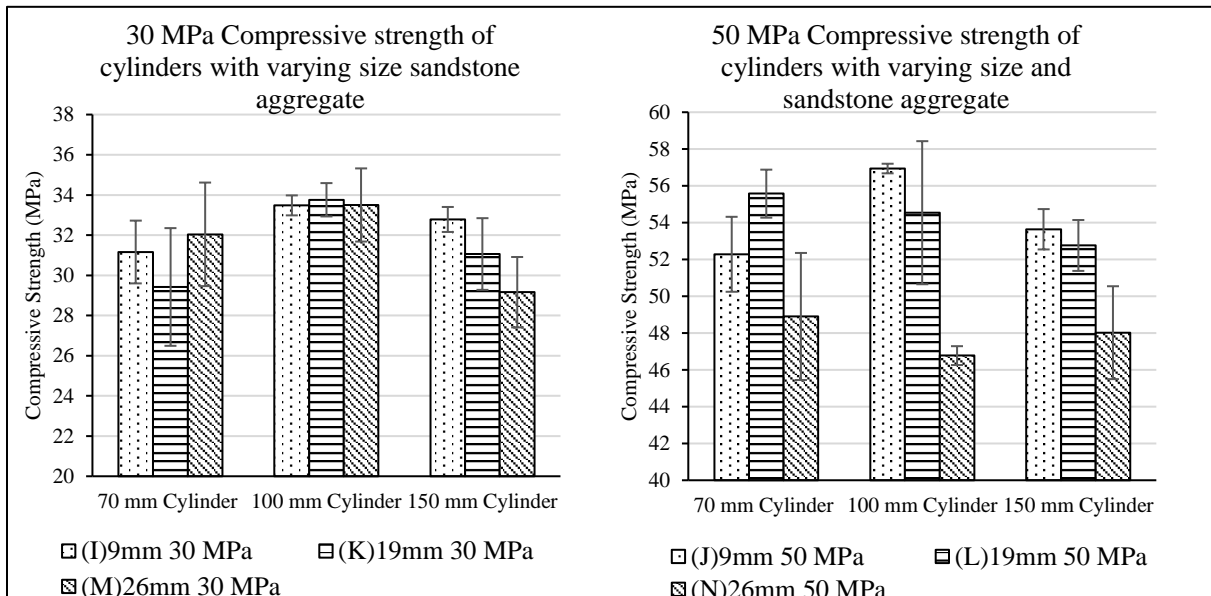 30 MPa Compressive strength of
cylinders with varying size sandstone
aggregate
Compressive Strength (MPa)
38
36
34
32
30
28
26
24
22
20
70 mm Cylinder 100 mm Cylinder 150 mm Cylinder
(I)9mm 30 MPa (K)19mm 30 MPa
(M)26mm 30 MPa
50 MPa Compressive strength of
cylinders with varying size and
sandstone aggregate
Compressive Strength (MPa)
60
58
56
54
52
50
48
46
44
42
40
70 mm Cylinder 100 mm Cylinder 150 mm Cylinder
(J)9mm 50 MPa (L)19mm 50 MPa
(N)26mm 50 MPa